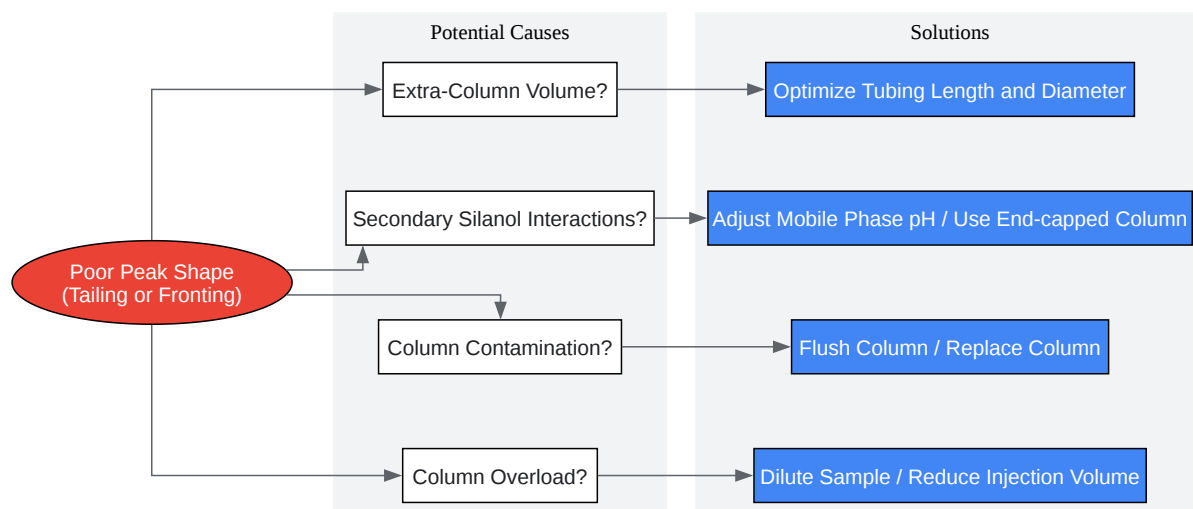 Potential Causes
Solutions
Extra-Column Volume?
Optimize Tubing Length and Diameter
Secondary Silanol Interactions?
Adjust Mobile Phase pH / Use End-capped Column
Poor Peak Shape
(Tailing or Fronting)
Column Contamination?
Flush Column / Replace Column
Column Overload?
Dilute Sample / Reduce Injection Volume